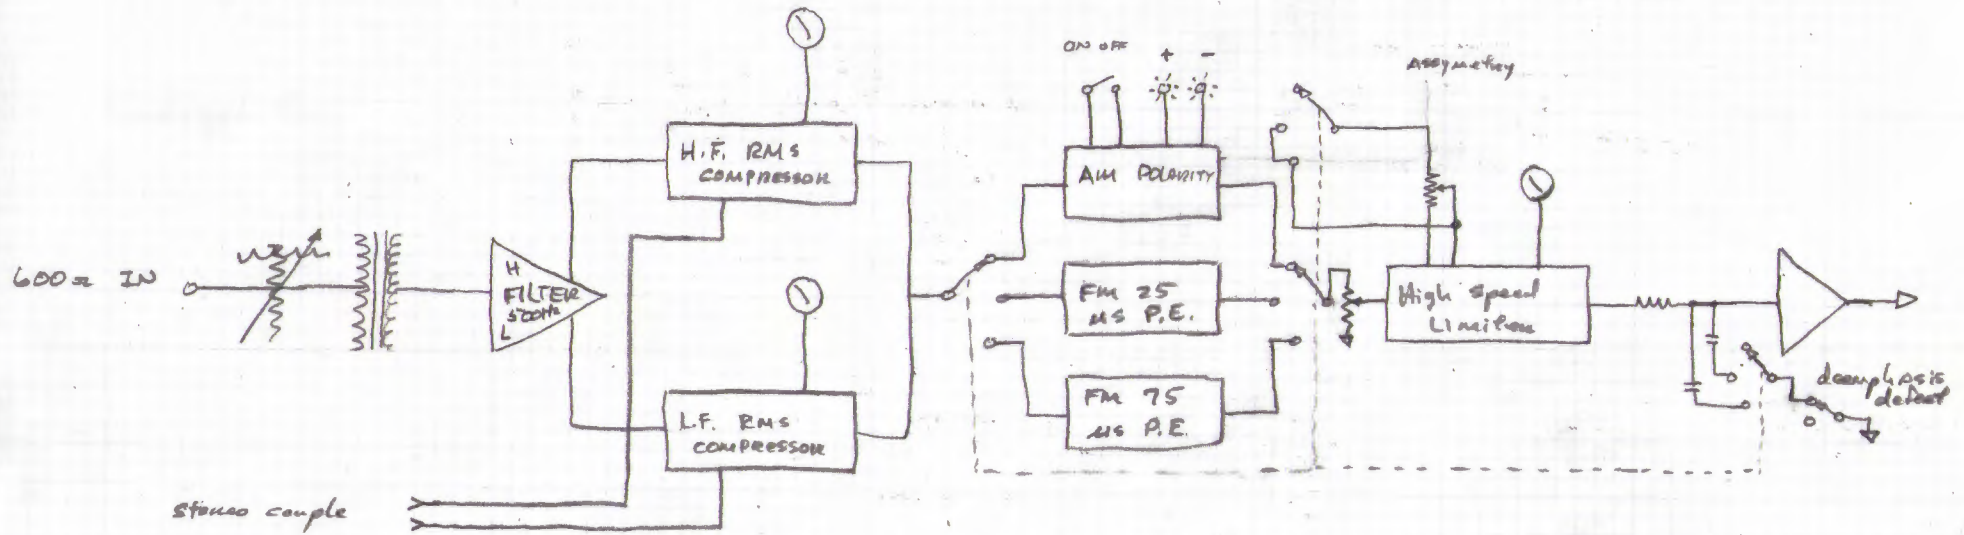 600Ω IN
H
FILTER
500Hz
L
H.F. RMS
COMPRESSOR
L.F. RMS
COMPRESSOR
Stereo couple
ON OFF
+ -
AM POLARITY
FM 25
μs P.E.
FM 75
μs P.E.
Assymetry
High Speed
Limiter
deemphasis
defeat